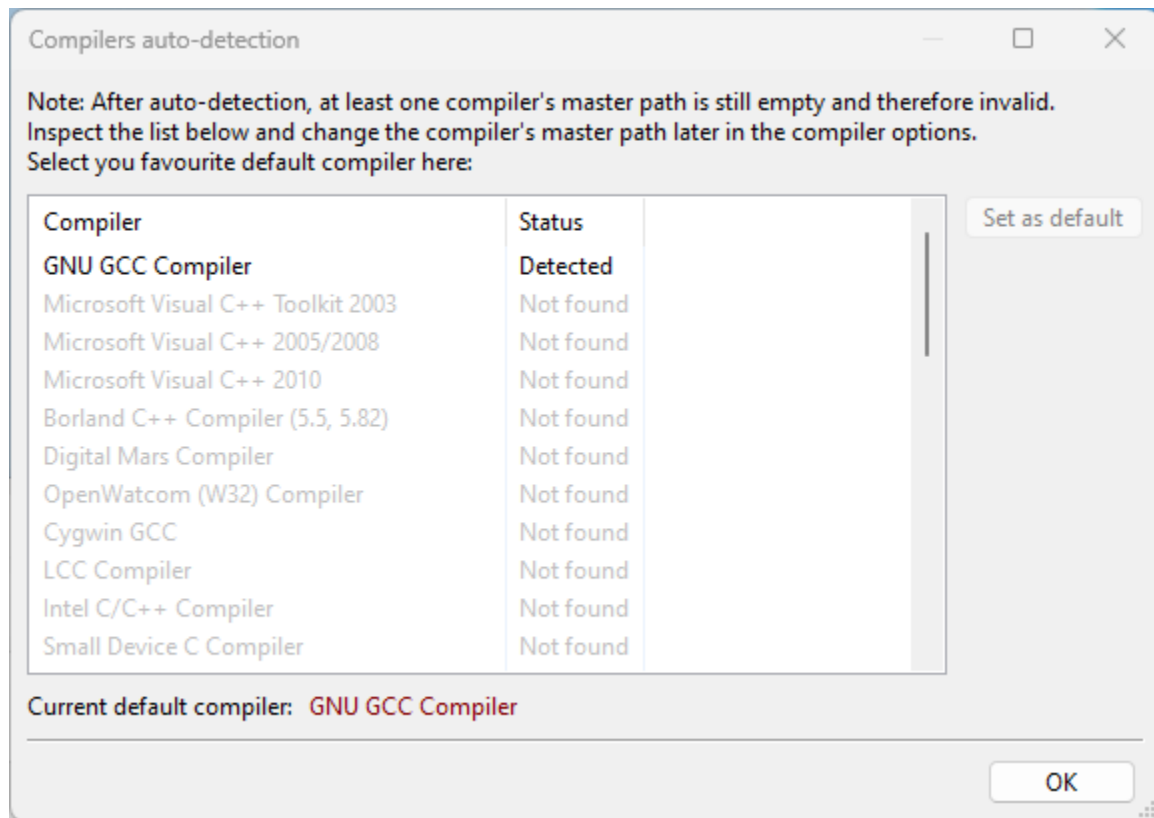 Compilers auto-detection
Note: After auto-detection, at least one compiler's master path is still empty and therefore invalid.
Inspect the list below and change the compiler's master path later in the compiler options.
Select you favourite default compiler here:
Compiler Status
Set as default
GNU GCC Compiler Detected
Microsoft Visual C++ Toolkit 2003 Not found
Microsoft Visual C++ 2005/2008 Not found
Microsoft Visual C++ 2010 Not found
Borland C++ Compiler (5.5, 5.82) Not found
Digital Mars Compiler Not found
OpenWatcom (W32) Compiler Not found
Cygwin GCC Not found
LCC Compiler Not found
Intel C/C++ Compiler Not found
Small Device C Compiler Not found
Current default compiler: GNU GCC Compiler
OK